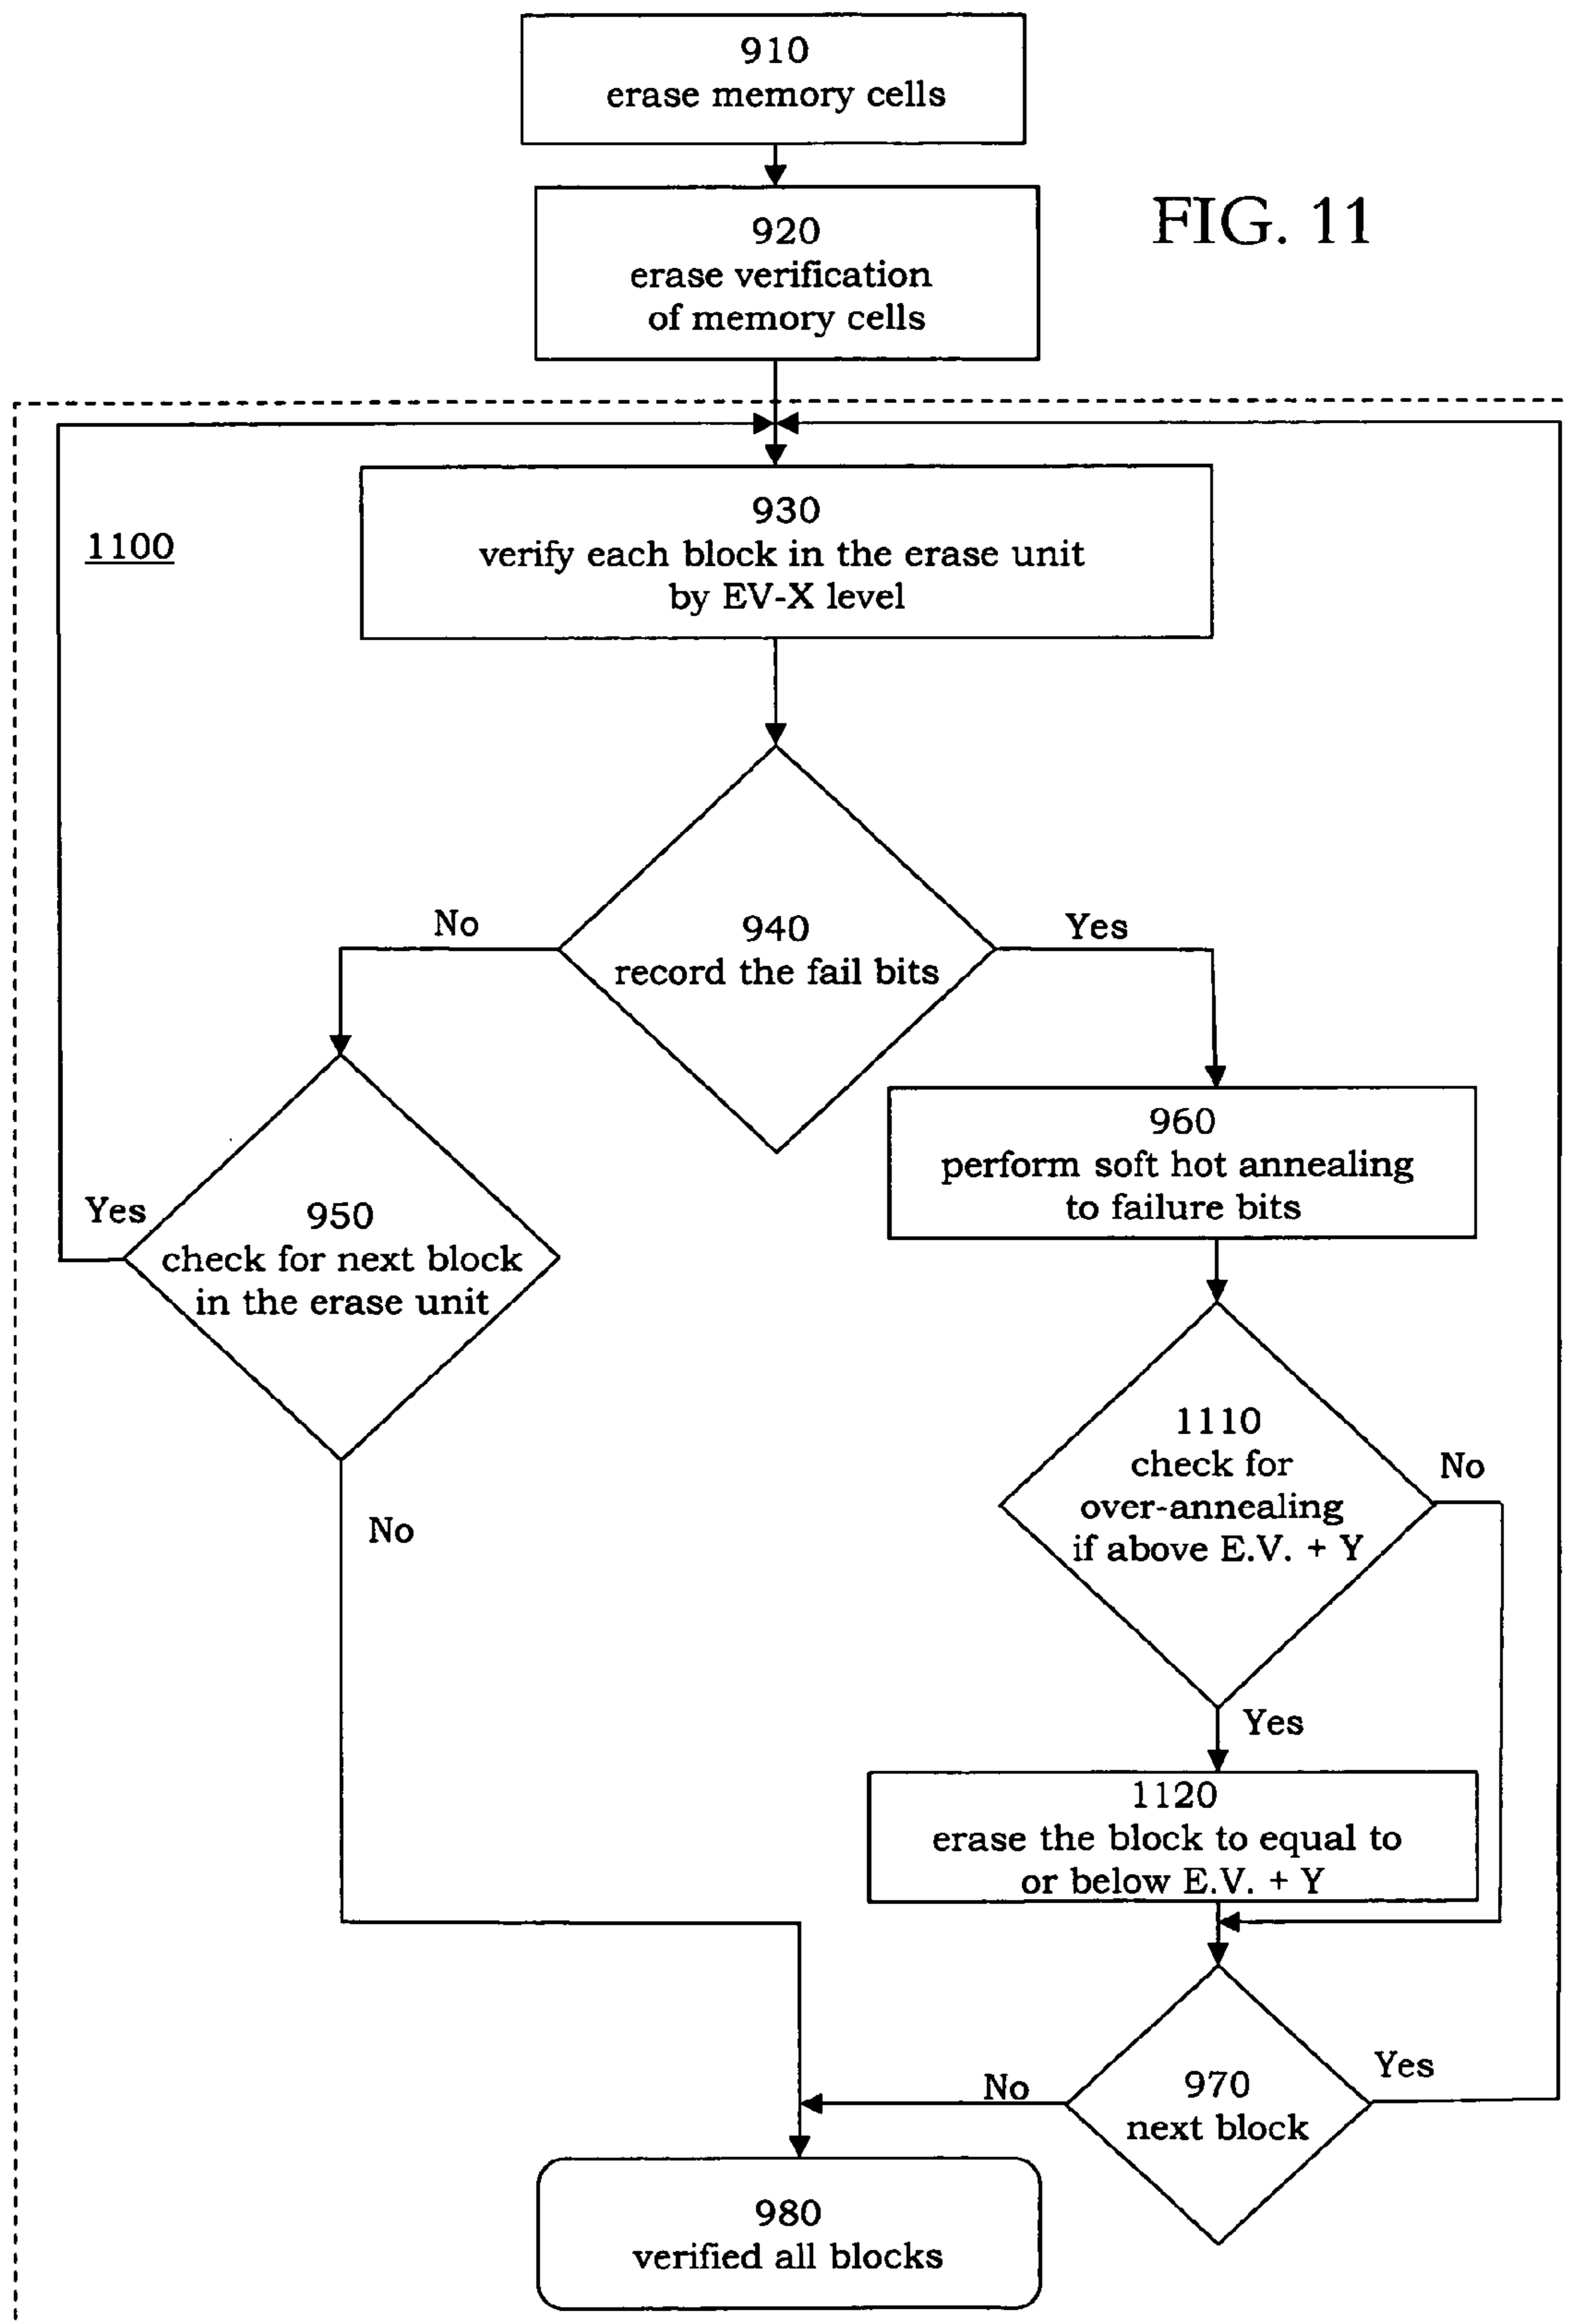 910
erase memory cells
FIG. 11
920
erase verification
of memory cells
1100
930
verify each block in the erase unit
by EV-X level
No
940
record the fail bits
Yes
960
perform soft hot annealing
to failure bits
Yes
950
check for next block
in the erase unit
1110
check for
over-annealing
if above E.V. + Y
No
No
Yes
1120
erase the block to equal to
or below E.V. + Y
No
970
next block
Yes
980
verified all blocks